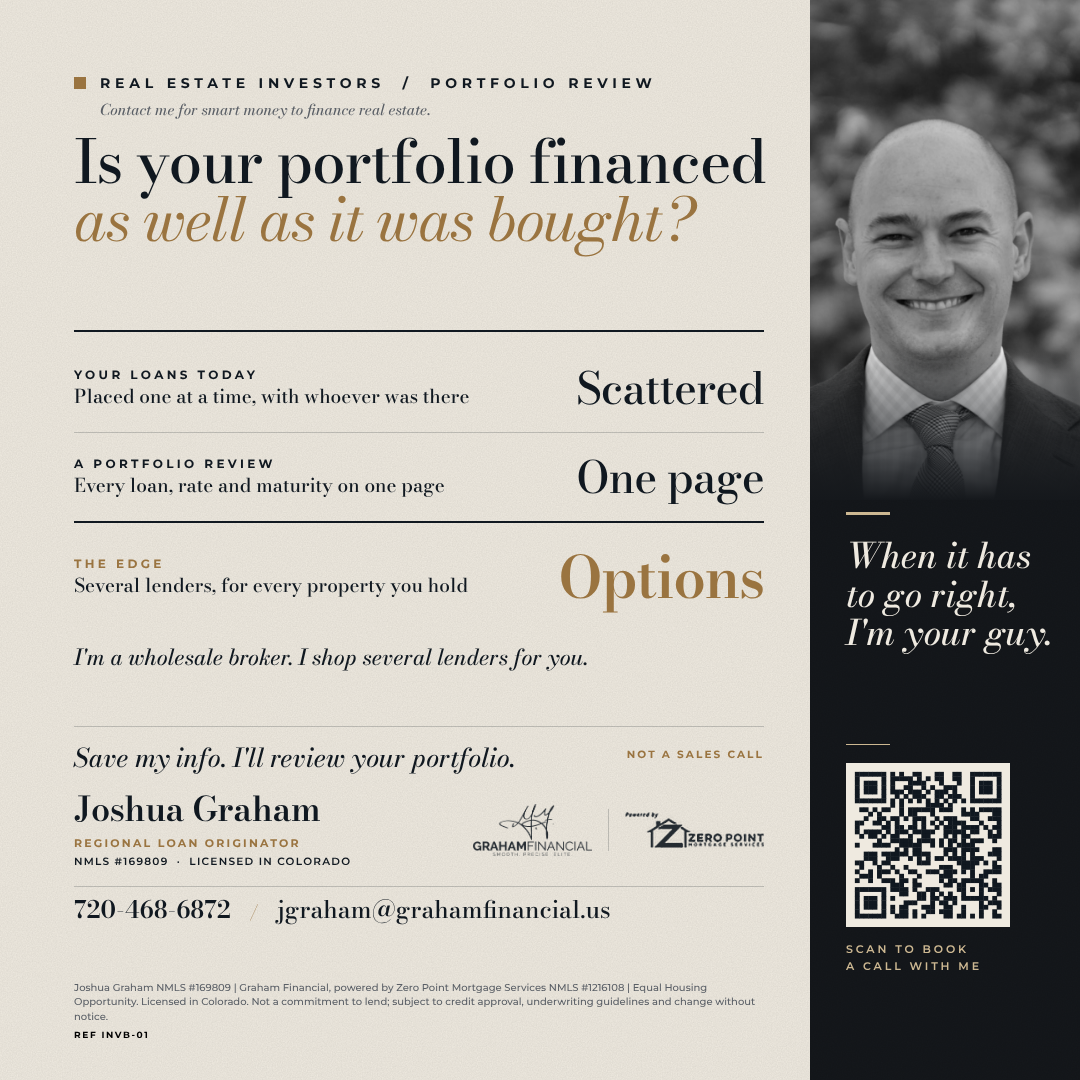 REAL ESTATE INVESTORS / PORTFOLIO REVIEW
Contact me for smart money to finance real estate.
Is your portfolio financed
as well as it was bought?
YOUR LOANS TODAY
Placed one at a time, with whoever was there
Scattered
A PORTFOLIO REVIEW
Every loan, rate and maturity on one page
One page
THE EDGE
Several lenders, for every property you hold
Options
I'm a wholesale broker. I shop several lenders for you.
Save my info. I'll review your portfolio.
NOT A SALES CALL
Joshua Graham
REGIONAL LOAN ORIGINATOR
NMLS #169809 · LICENSED IN COLORADO
GRAHAMFINANCIAL
SMOOTH. PRECISE. ELITE.
Powered by
ZERO POINT
MORTGAGE SERVICES
720-468-6872 / jgraham@grahamfinancial.us
Joshua Graham NMLS #169809 | Graham Financial, powered by Zero Point Mortgage Services NMLS #1216108 | Equal Housing
Opportunity. Licensed in Colorado. Not a commitment to lend; subject to credit approval, underwriting guidelines and change without
notice.
REF INVB-01
When it has
to go right,
I'm your guy.
SCAN TO BOOK
A CALL WITH ME